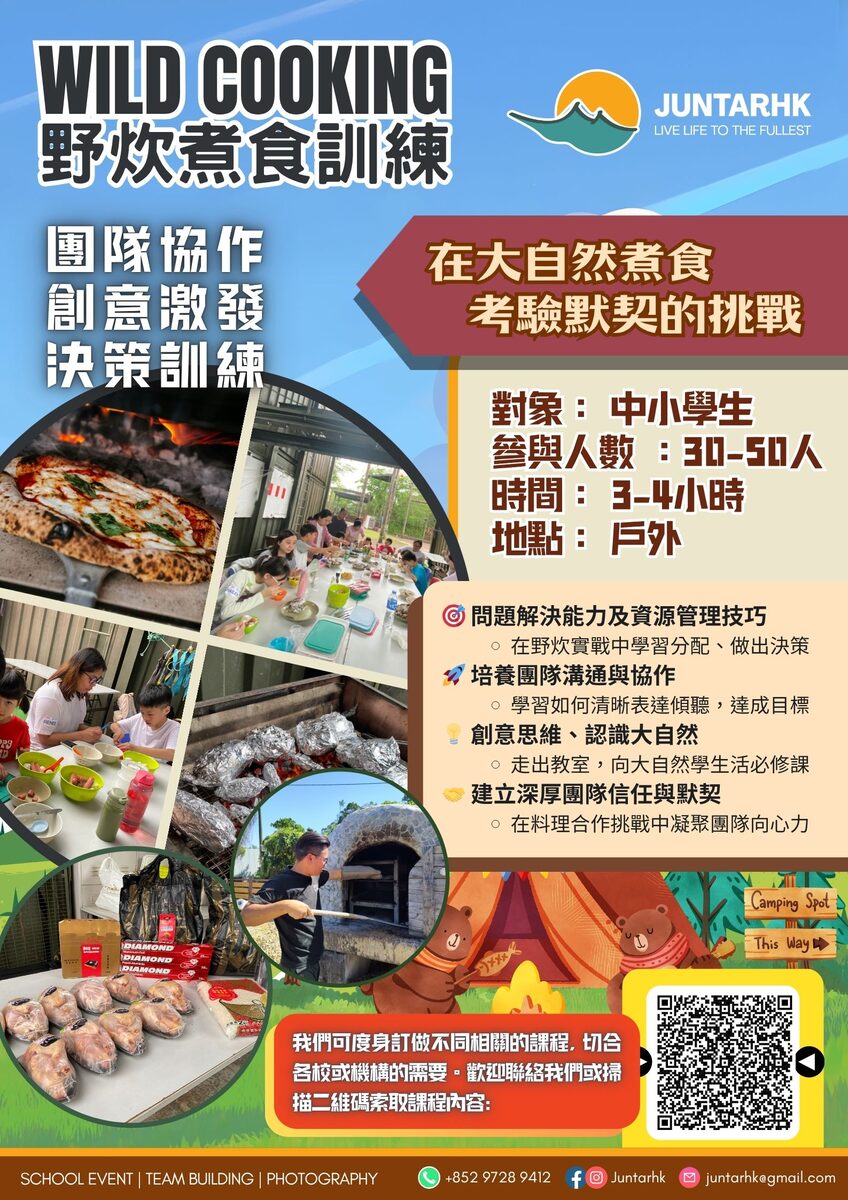 WILD COOKING
野炊煮食訓練
JUNTARHK
LIVE LIFE TO THE FULLEST
團隊協作
創意激發
決策訓練
在大自然煮食
考驗默契的挑戰
對象： 中小學生
參與人數 ：30-50人
時間： 3-4小時
地點： 戶外
🎯 問題解決能力及資源管理技巧
○ 在野炊實戰中學習分配、做出決策
🚀 培養團隊溝通與協作
○ 學習如何清晰表達傾聽，達成目標
💡 創意思維、認識大自然
○ 走出教室，向大自然學生活必修課
🤝 建立深厚團隊信任與默契
○ 在料理合作挑戰中凝聚團隊向心力
DIAMOND
DIAMOND
DIAMOND
Camping Spot
This Way
我們可度身訂做不同相關的課程, 切合
各校或機構的需要。歡迎聯絡我們或掃
描二維碼索取課程內容:
SCHOOL EVENT | TEAM BUILDING | PHOTOGRAPHY
+852 9728 9412
Juntarhk
juntarhk@gmail.com